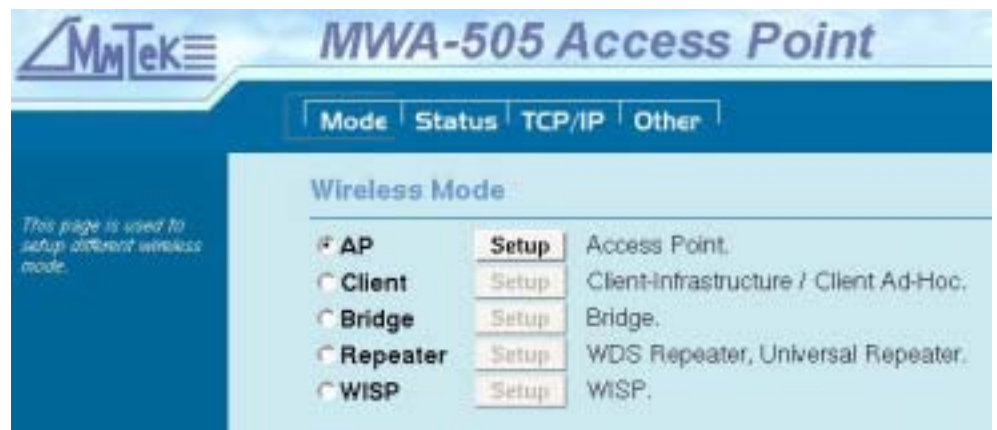 MMTEK
MWA-505 Access Point
Mode Status TCP/IP Other
Wireless Mode
This page is used to
setup different wireless
mode.
AP Setup Access Point.
Client Setup Client-Infrastructure / Client Ad-Hoc.
Bridge Setup Bridge.
Repeater Setup WDS Repeater, Universal Repeater.
WISP Setup WISP.